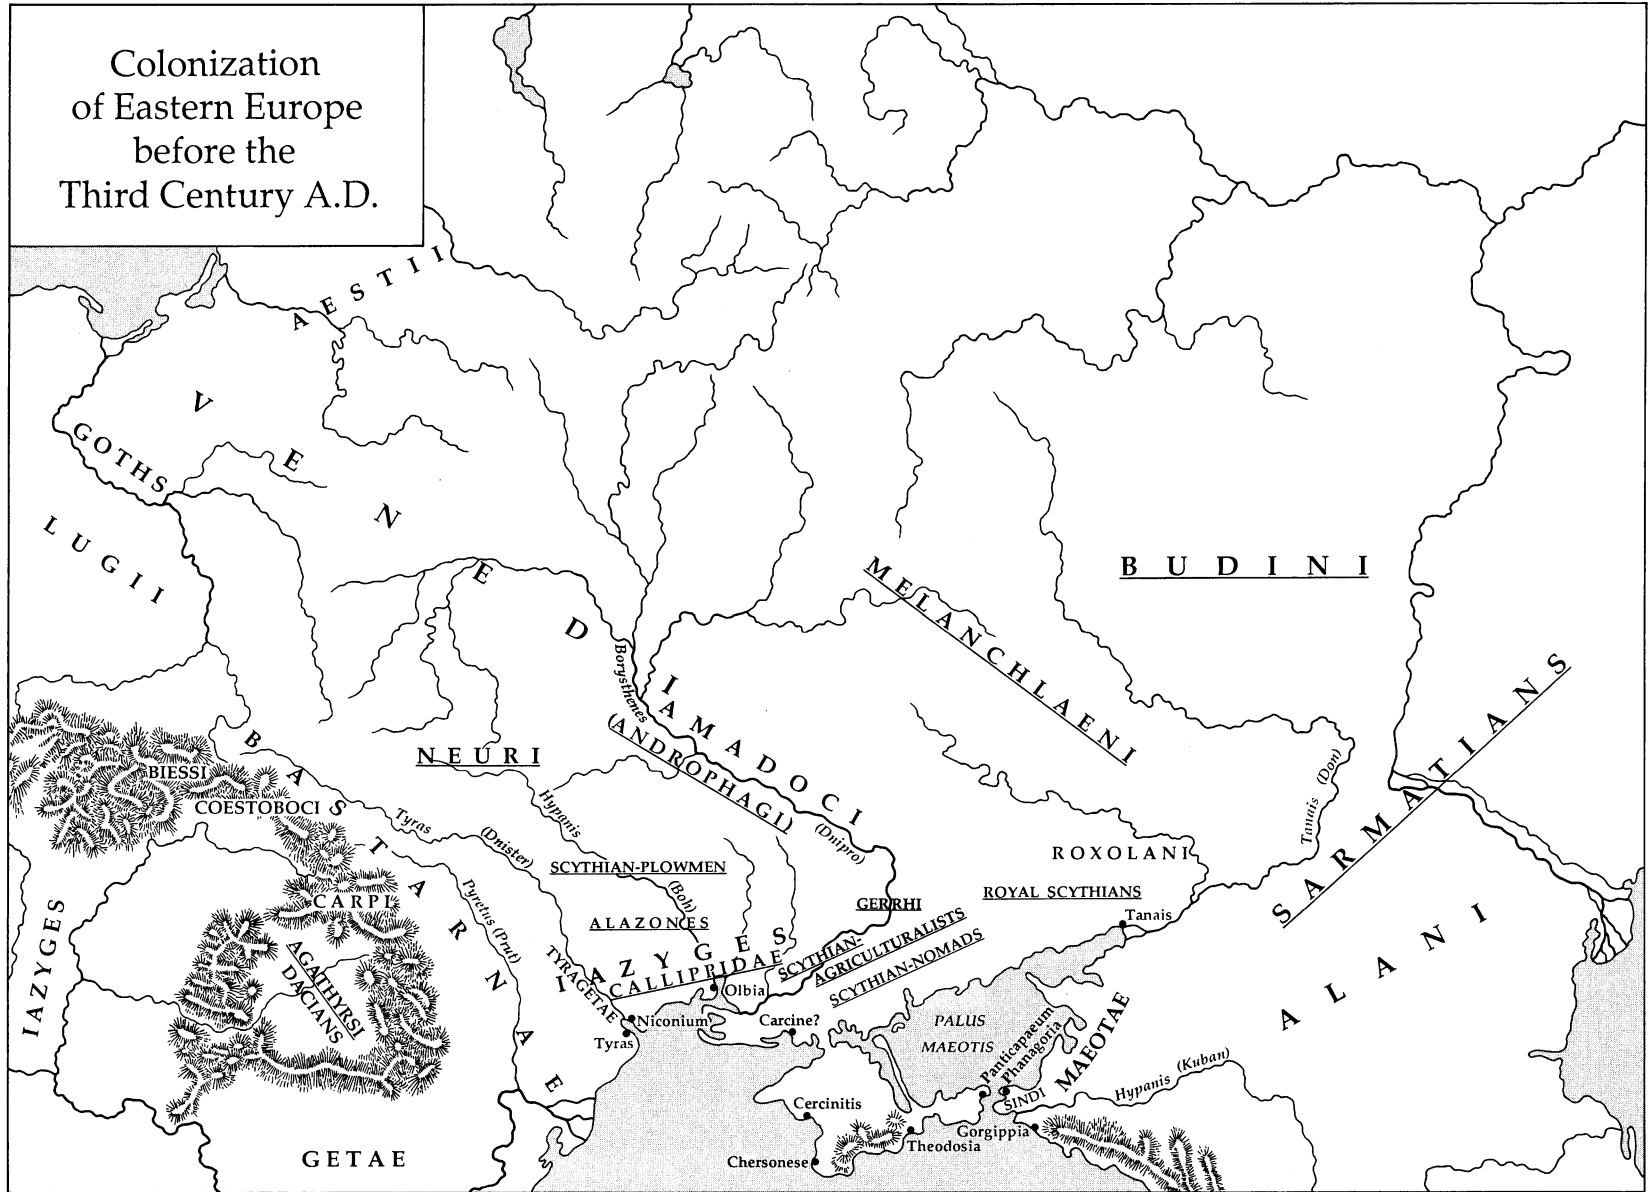 Colonization
of Eastern Europe
before the
Third Century A.D.
AESTII
VENEDAE
GOTHS
LUGII
BUDINI
MELANCHLAENI
SARMATIANS
Borysthenes
IAMADOCI
(ANDROPHAGI)
(Dnipro)
NEURI
BASTARNAE
BIESSI
COESTOBOCI
Tyras
(Dnister)
Hypanis
(Boh)
Tanais (Don)
ROXOLANI
SCYTHIAN-PLOWMEN
ROYAL SCYTHIANS
CARPI
Pyretius (Prut)
ALAZONES
GERRHI
Tanais
IAZYGES
IAZYGES
CALLIPPIDAE
SCYTHIAN-
AGRICULTURALISTS
SCYTHIAN-NOMADS
ALANI
AGATHYRSI
DACIANS
TYRAGETAE
Olbia
Niconium
Tyras
Carcine?
PALUS
MAEOTIS
Panticapaeum
Phanagoria
MAEOTAE
SINDI
Hypanis (Kuban)
Cercinitis
Gorgippia
Theodosia
Chersonese
GETAE